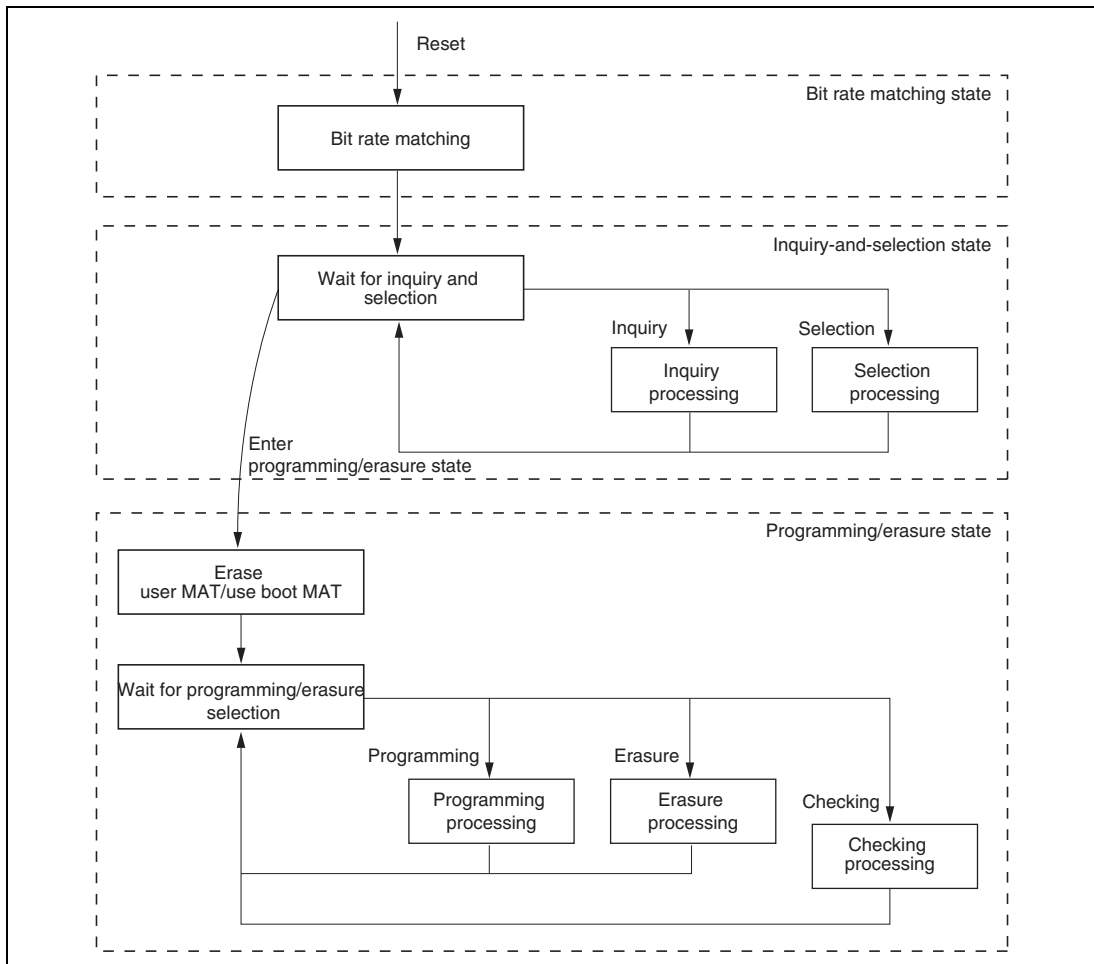 Reset
Bit rate matching state
Bit rate matching
Inquiry-and-selection state
Wait for inquiry and
selection
Inquiry
Selection
Inquiry
processing
Selection
processing
Enter
programming/erasure state
Programming/erasure state
Erase
user MAT/use boot MAT
Wait for programming/erasure
selection
Programming
Erasure
Checking
Programming
processing
Erasure
processing
Checking
processing